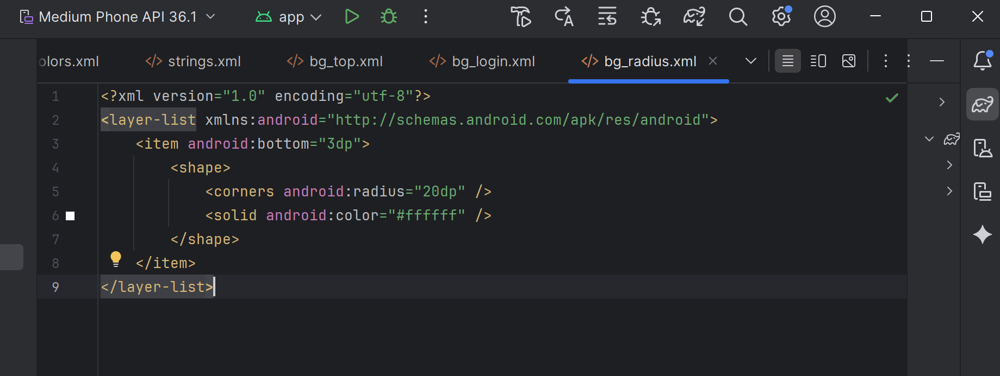 Medium Phone API 36.1 app
olors.xml strings.xml bg_top.xml bg_login.xml bg_radius.xml
1 <?xml version="1.0" encoding="utf-8"?>
2 <layer-list xmlns:android="http://schemas.android.com/apk/res/android">
3     <item android:bottom="3dp">
4         <shape>
5             <corners android:radius="20dp" />
6             <solid android:color="#ffffff" />
7         </shape>
8     </item>
9 </layer-list>